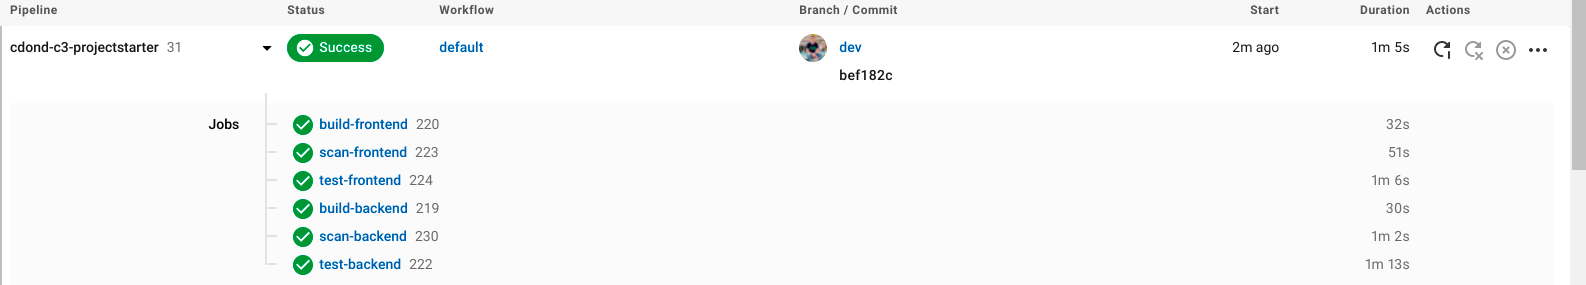 Pipeline Status Workflow Branch / Commit Start Duration Actions
cdond-c3-projectstarter 31 Success default dev 2m ago 1m 5s
bef182c
Jobs build-frontend 220 32s
scan-frontend 223 51s
test-frontend 224 1m 6s
build-backend 219 30s
scan-backend 230 1m 2s
test-backend 222 1m 13s